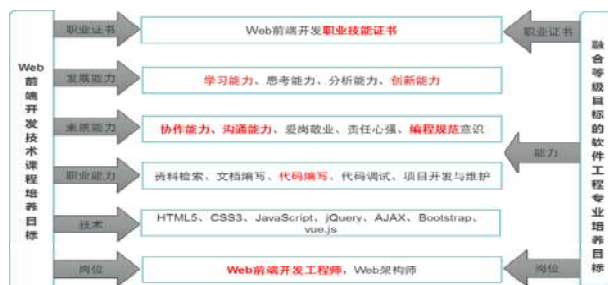 Web前端开发技术课程培养目标
职业证书
Web前端开发职业技能证书
职业证书
发展能力
学习能力、思考能力、分析能力、创新能力
素质能力
协作能力、沟通能力、爱岗敬业、责任心强、编程规范意识
能力
职业能力
资料检索、文档编写、代码编写、代码调试、项目开发与维护
技术
HTML5、CSS3、JavaScript、jQuery、AJAX、Bootstrap、
vue.js
岗位
Web前端开发工程师，Web架构师
岗位
融合等级目标的软件工程专业培养目标